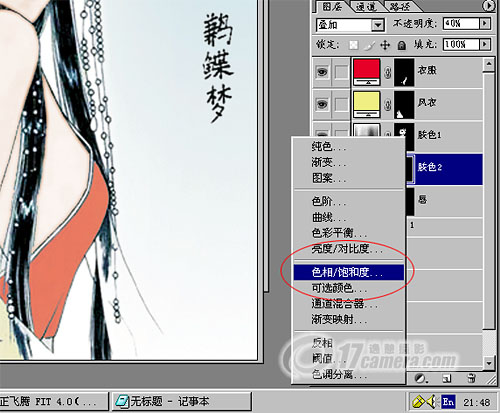 图层 通道 路径
叠加 不透明度: 40%
锁定: 填充: 100%
衣服
风衣
肤色1
肤色2
唇
1
鹣鲽梦
纯色...
渐变...
图案...
色阶...
曲线...
色彩平衡...
亮度/对比度...
色相/饱和度...
可选颜色...
通道混合器...
渐变映射...
反相
阈值...
色调分离...
17camera.com
正飞腾 FIT 4.0(...
无标题 - 记事本
En
21:48